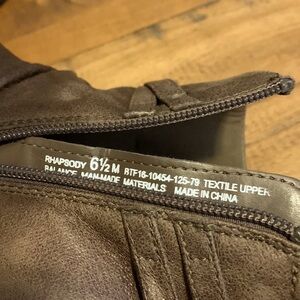 RHAPSODY 6½ M RTF16-10454-125-79 TEXTILE UPPER
BALANCE MAN-MADE MATERIALS MADE IN CHINA